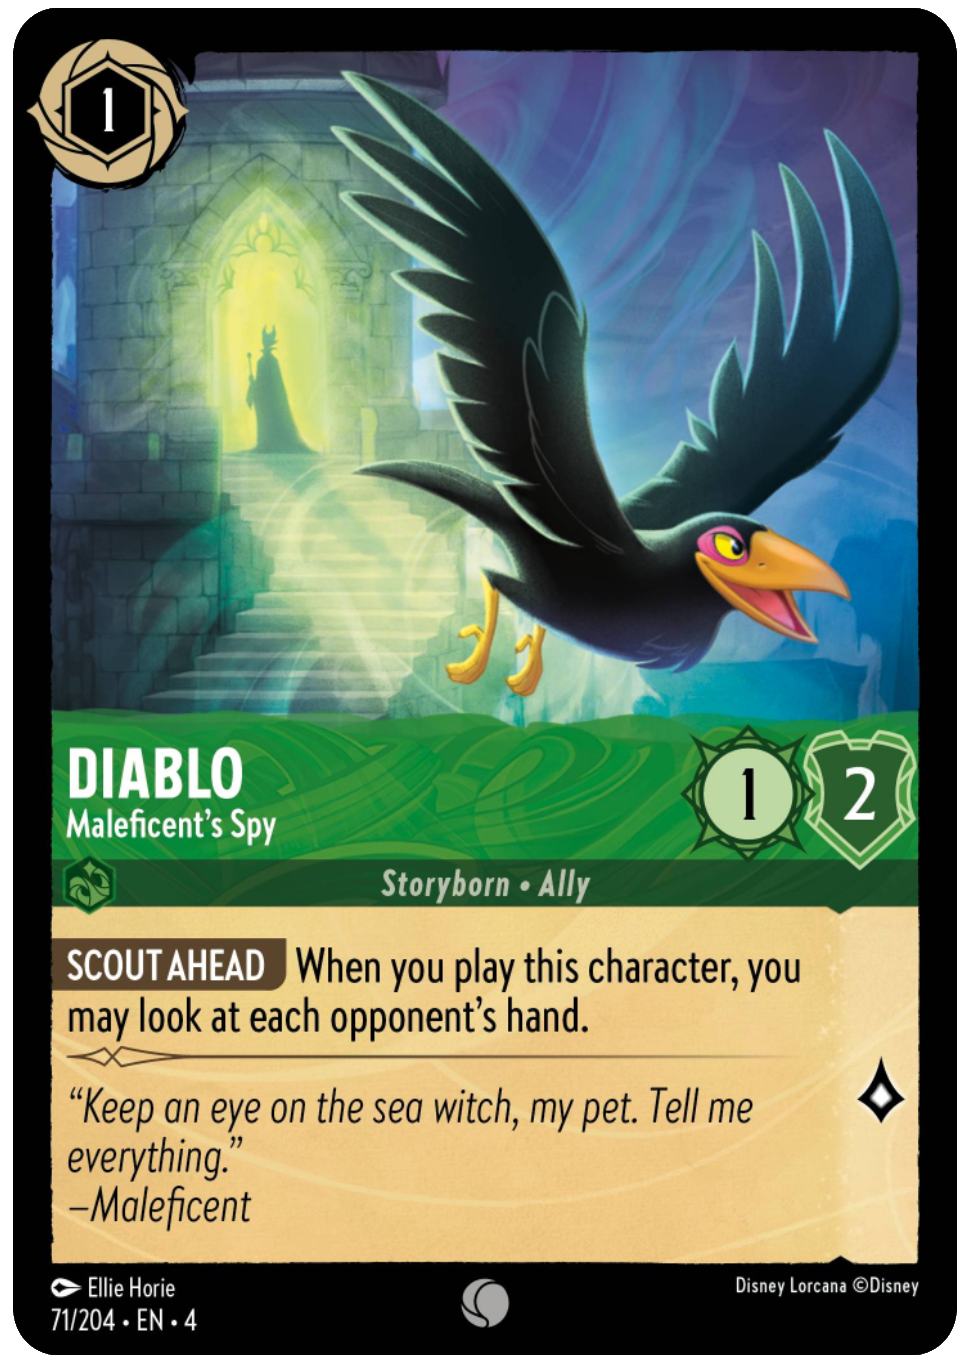 1
DIABLO
Maleficent's Spy
1
2
Storyborn • Ally
SCOUT AHEAD When you play this character, you
may look at each opponent's hand.
“Keep an eye on the sea witch, my pet. Tell me
everything.”
–Maleficent
Ellie Horie
Disney Lorcana ©Disney
71/204 • EN • 4